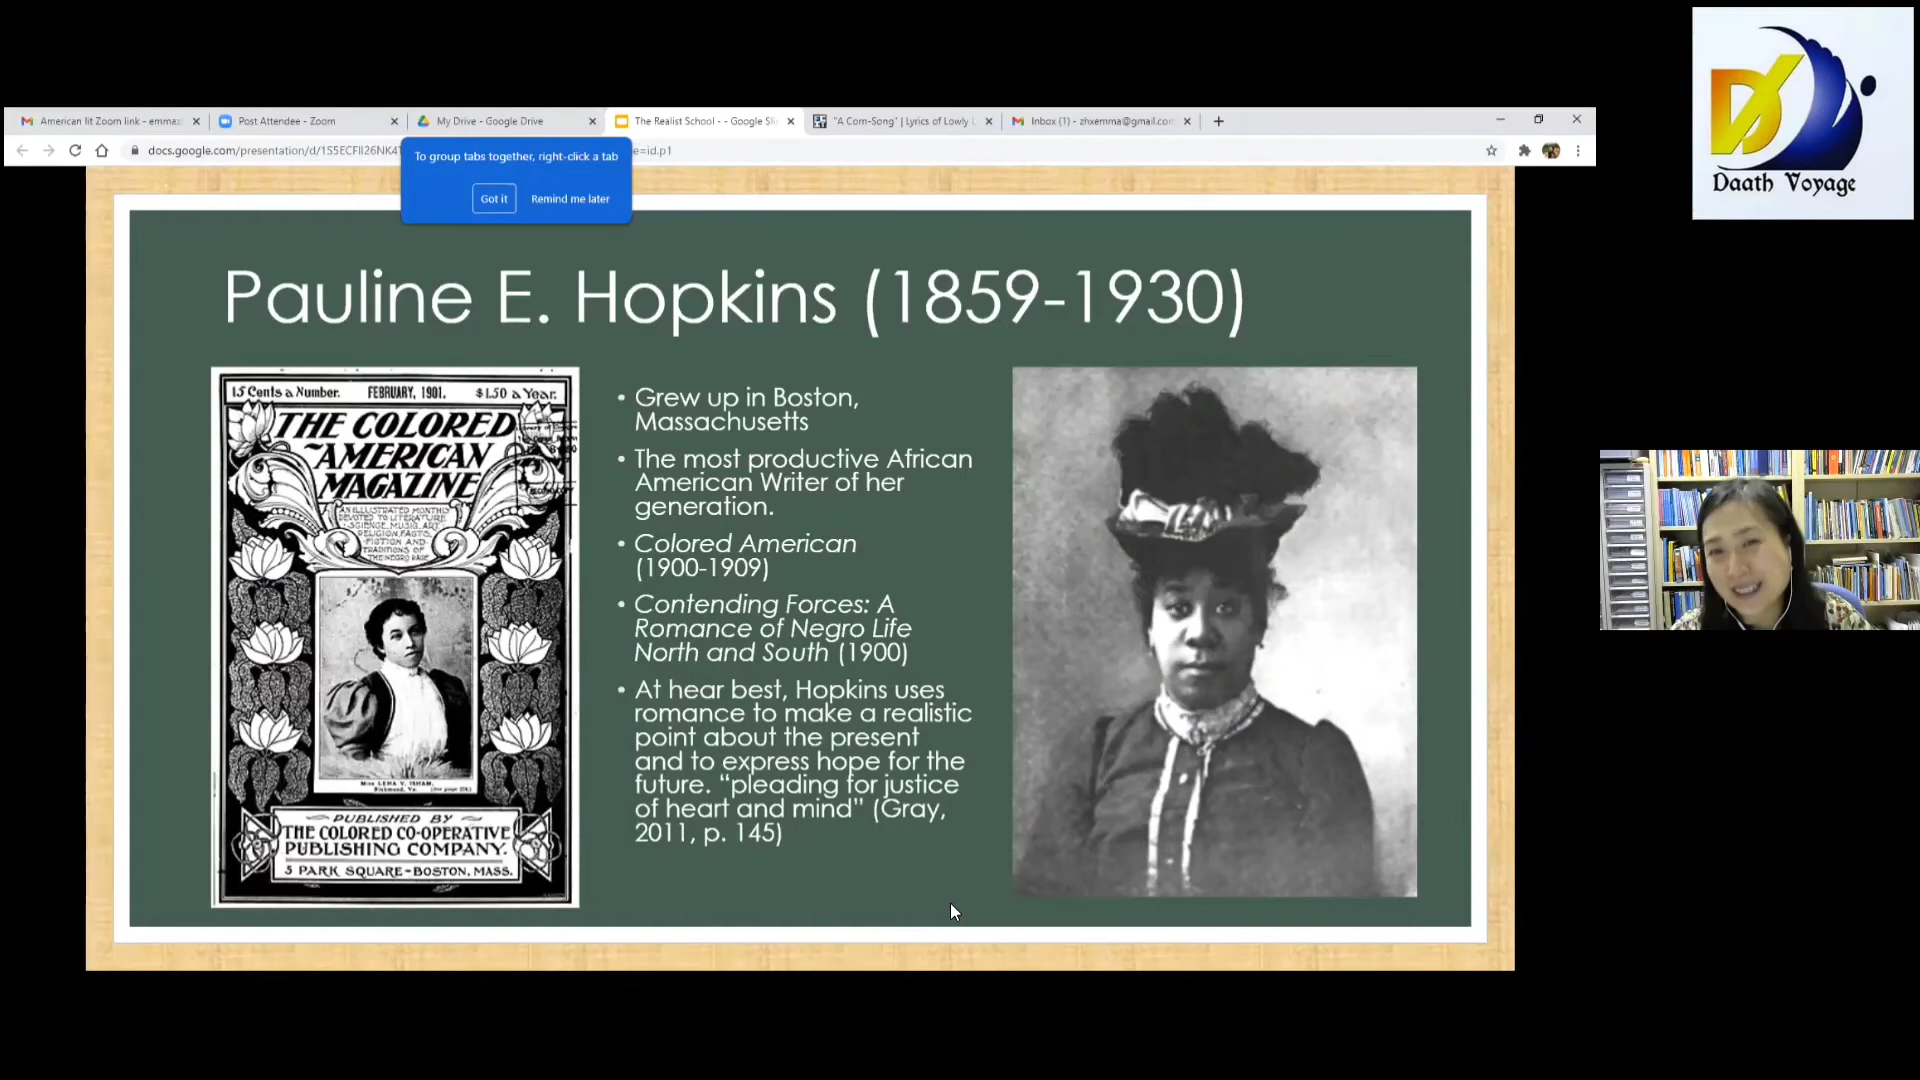 American lit Zoom link - emmaz
Post Attendee - Zoom
My Drive - Google Drive
The Realist School - - Google Sli
"A Corn-Song" | Lyrics of Lowly L
Inbox (1) - zhxemma@gmail.com
docs.google.com/presentation/d/1S5ECFII26NK4
=id.p1
To group tabs together, right-click a tab
Got it
Remind me later
Daath Voyage
Pauline E. Hopkins (1859-1930)
15 Cents a Number. FEBRUARY, 1901. $1.50 a Year.
THE COLORED
AMERICAN
MAGAZINE
AN ILLUSTRATED MONTHLY
DEVOTED TO LITERATURE,
SCIENCE, MUSIC, ART,
RELIGION, FACTS,
FICTION AND
TRADITIONS OF
THE NEGRO RACE
Miss LENA V. ISHAM,
Richmond, Va.
PUBLISHED BY
THE COLORED CO-OPERATIVE
PUBLISHING COMPANY.
5 PARK SQUARE-BOSTON, MASS.
• Grew up in Boston,
Massachusetts
• The most productive African
American Writer of her
generation.
• Colored American
(1900-1909)
• Contending Forces: A
Romance of Negro Life
North and South (1900)
• At hear best, Hopkins uses
romance to make a realistic
point about the present
and to express hope for the
future. “pleading for justice
of heart and mind” (Gray,
2011, p. 145)